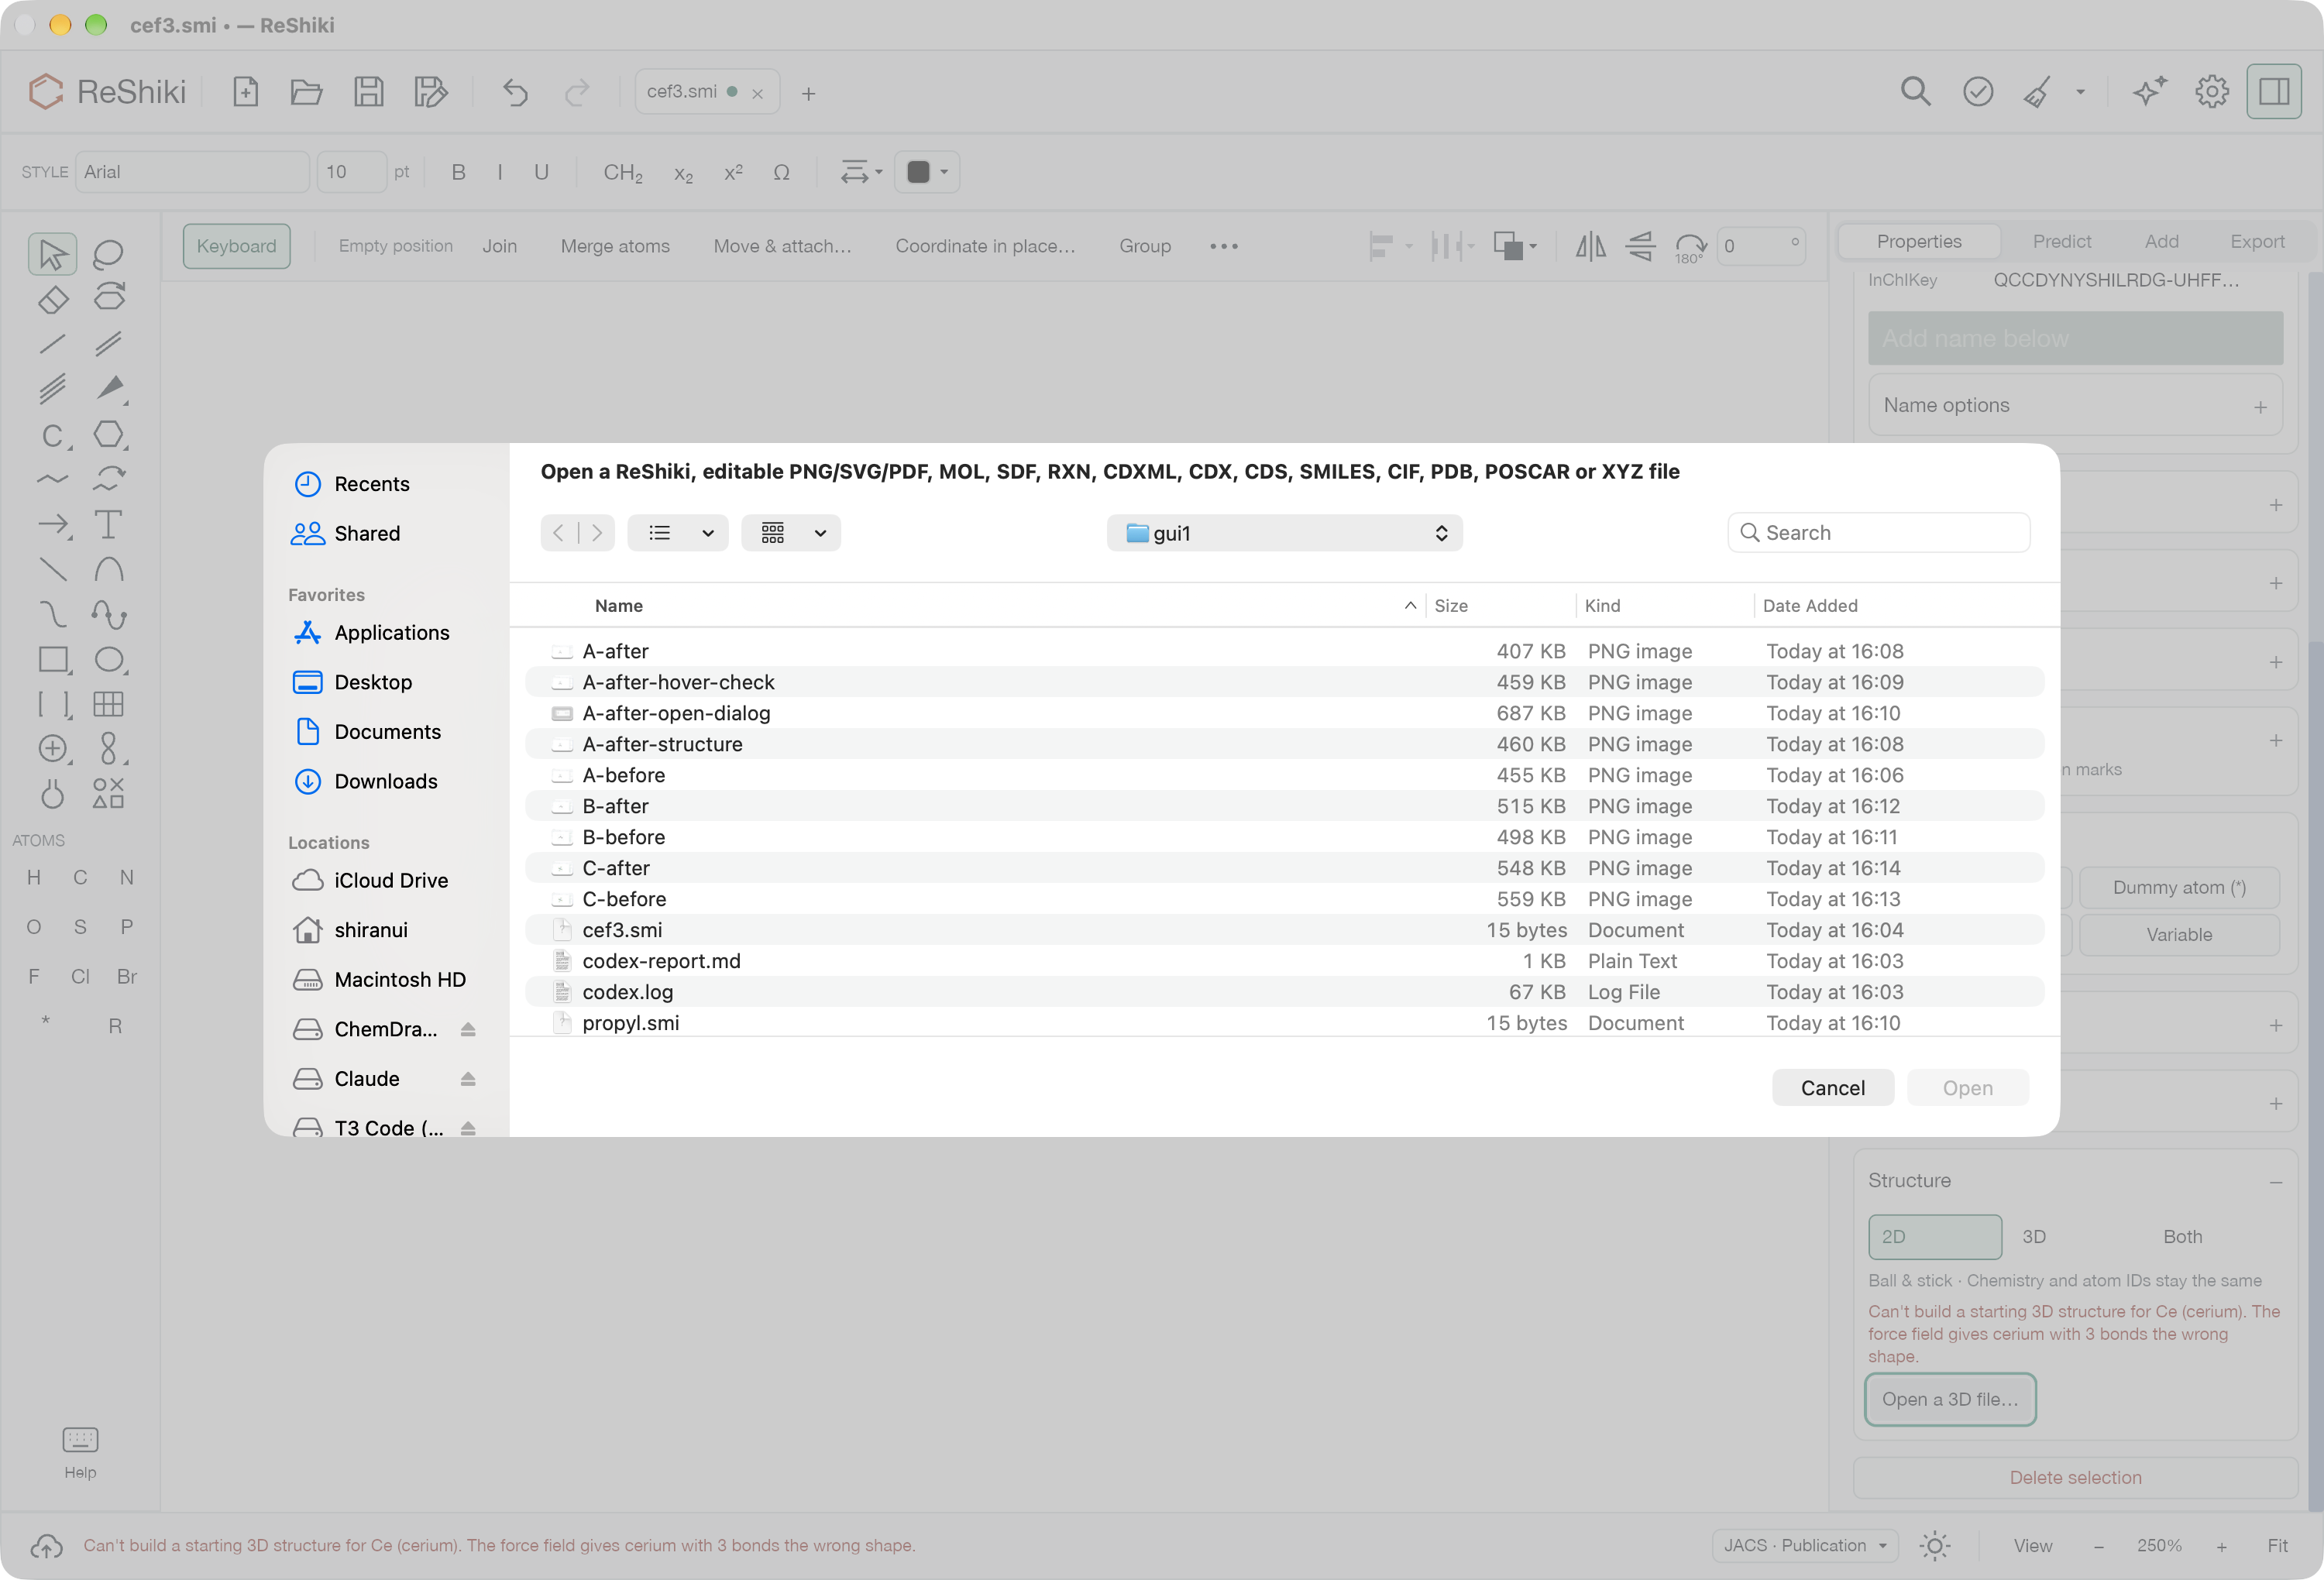 cef3.smi • — ReShiki
ReShiki
cef3.smi
STYLE Arial 10 pt B I U CH₂ x₂ x² Ω
Keyboard Empty position Join Merge atoms Move & attach… Coordinate in place… Group 180° 0 °
Properties Predict Add Export
InChIKey QCCDYNYSHILRDG-UHFF…
Add name below
Name options
Recents
Shared
Favorites
Applications
Desktop
Documents
Downloads
Locations
iCloud Drive
shiranui
Macintosh HD
ChemDra…
Claude
T3 Code (…
Open a ReShiki, editable PNG/SVG/PDF, MOL, SDF, RXN, CDXML, CDX, CDS, SMILES, CIF, PDB, POSCAR or XYZ file
gui1
Search
Name Size Kind Date Added
A-after 407 KB PNG image Today at 16:08
A-after-hover-check 459 KB PNG image Today at 16:09
A-after-open-dialog 687 KB PNG image Today at 16:10
A-after-structure 460 KB PNG image Today at 16:08
A-before 455 KB PNG image Today at 16:06
B-after 515 KB PNG image Today at 16:12
B-before 498 KB PNG image Today at 16:11
C-after 548 KB PNG image Today at 16:14
C-before 559 KB PNG image Today at 16:13
cef3.smi 15 bytes Document Today at 16:04
codex-report.md 1 KB Plain Text Today at 16:03
codex.log 67 KB Log File Today at 16:03
propyl.smi 15 bytes Document Today at 16:10
Cancel Open
n marks
Dummy atom (*)
Variable
C
T
ATOMS
H C N
O S P
F Cl Br
* R
Help
Structure
2D 3D Both
Ball & stick · Chemistry and atom IDs stay the same
Can't build a starting 3D structure for Ce (cerium). The
force field gives cerium with 3 bonds the wrong
shape.
Open a 3D file…
Delete selection
Can't build a starting 3D structure for Ce (cerium). The force field gives cerium with 3 bonds the wrong shape.
JACS · Publication View − 250% + Fit